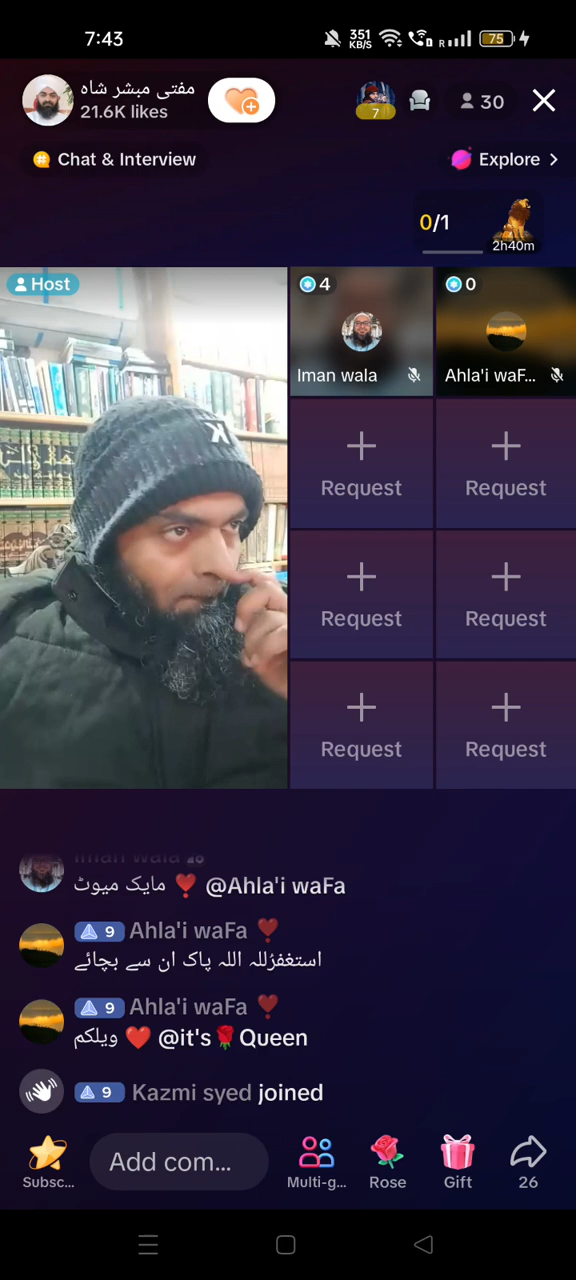 7:43
351
KB/S
R
75
مفتی مبشر شاہ
21.6K likes
7
30
Chat & Interview
Explore >
0/1
2h40m
Host
4
0
Iman wala
Ahla'i waF...
Request
Request
Request
Request
Request
Request
Iman wala
مایک میوٹ ❣️ @Ahla'i waFa
9 Ahla'i waFa ❣️
استغفرُللہ اللہ پاک ان سے بچائے
9 Ahla'i waFa ❣️
ویلکم ❤️ @it's🌹Queen
9 Kazmi syed joined
Add com...
Subsc...
Multi-g...
Rose
Gift
26